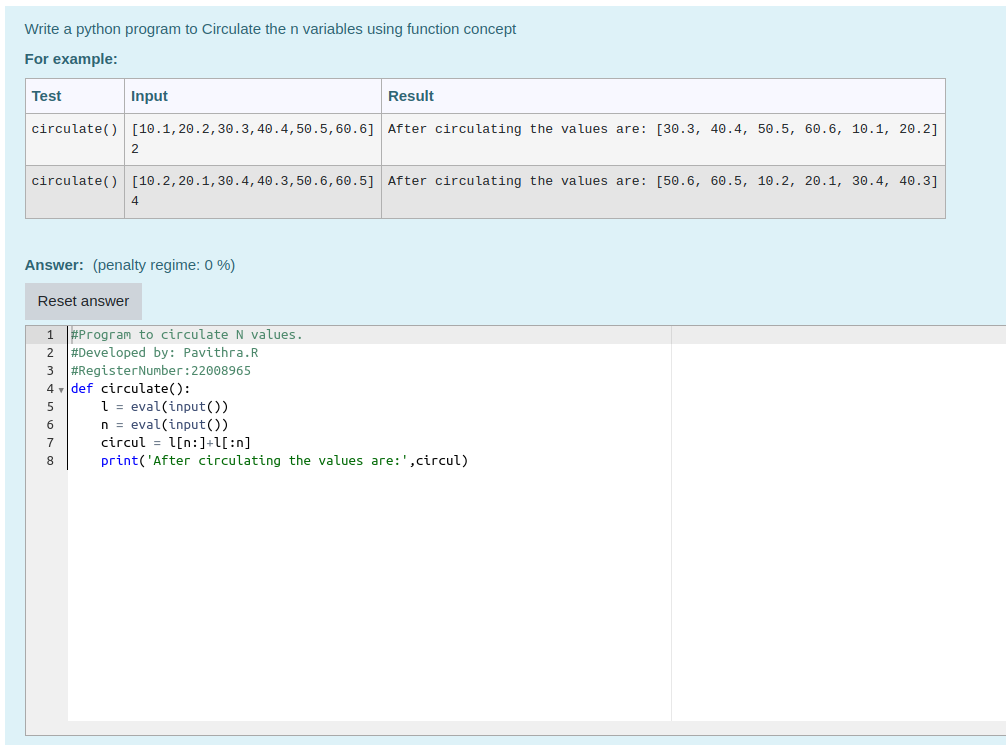 Write a python program to Circulate the n variables using function concept
For example:
Test Input Result
circulate() [10.1,20.2,30.3,40.4,50.5,60.6] After circulating the values are: [30.3, 40.4, 50.5, 60.6, 10.1, 20.2]
2
circulate() [10.2,20.1,30.4,40.3,50.6,60.5] After circulating the values are: [50.6, 60.5, 10.2, 20.1, 30.4, 40.3]
4
Answer: (penalty regime: 0 %)
Reset answer
1 #Program to circulate N values.
2 #Developed by: Pavithra.R
3 #RegisterNumber:22008965
4 def circulate():
5     l = eval(input())
6     n = eval(input())
7     circul = l[n:]+l[:n]
8     print('After circulating the values are:',circul)